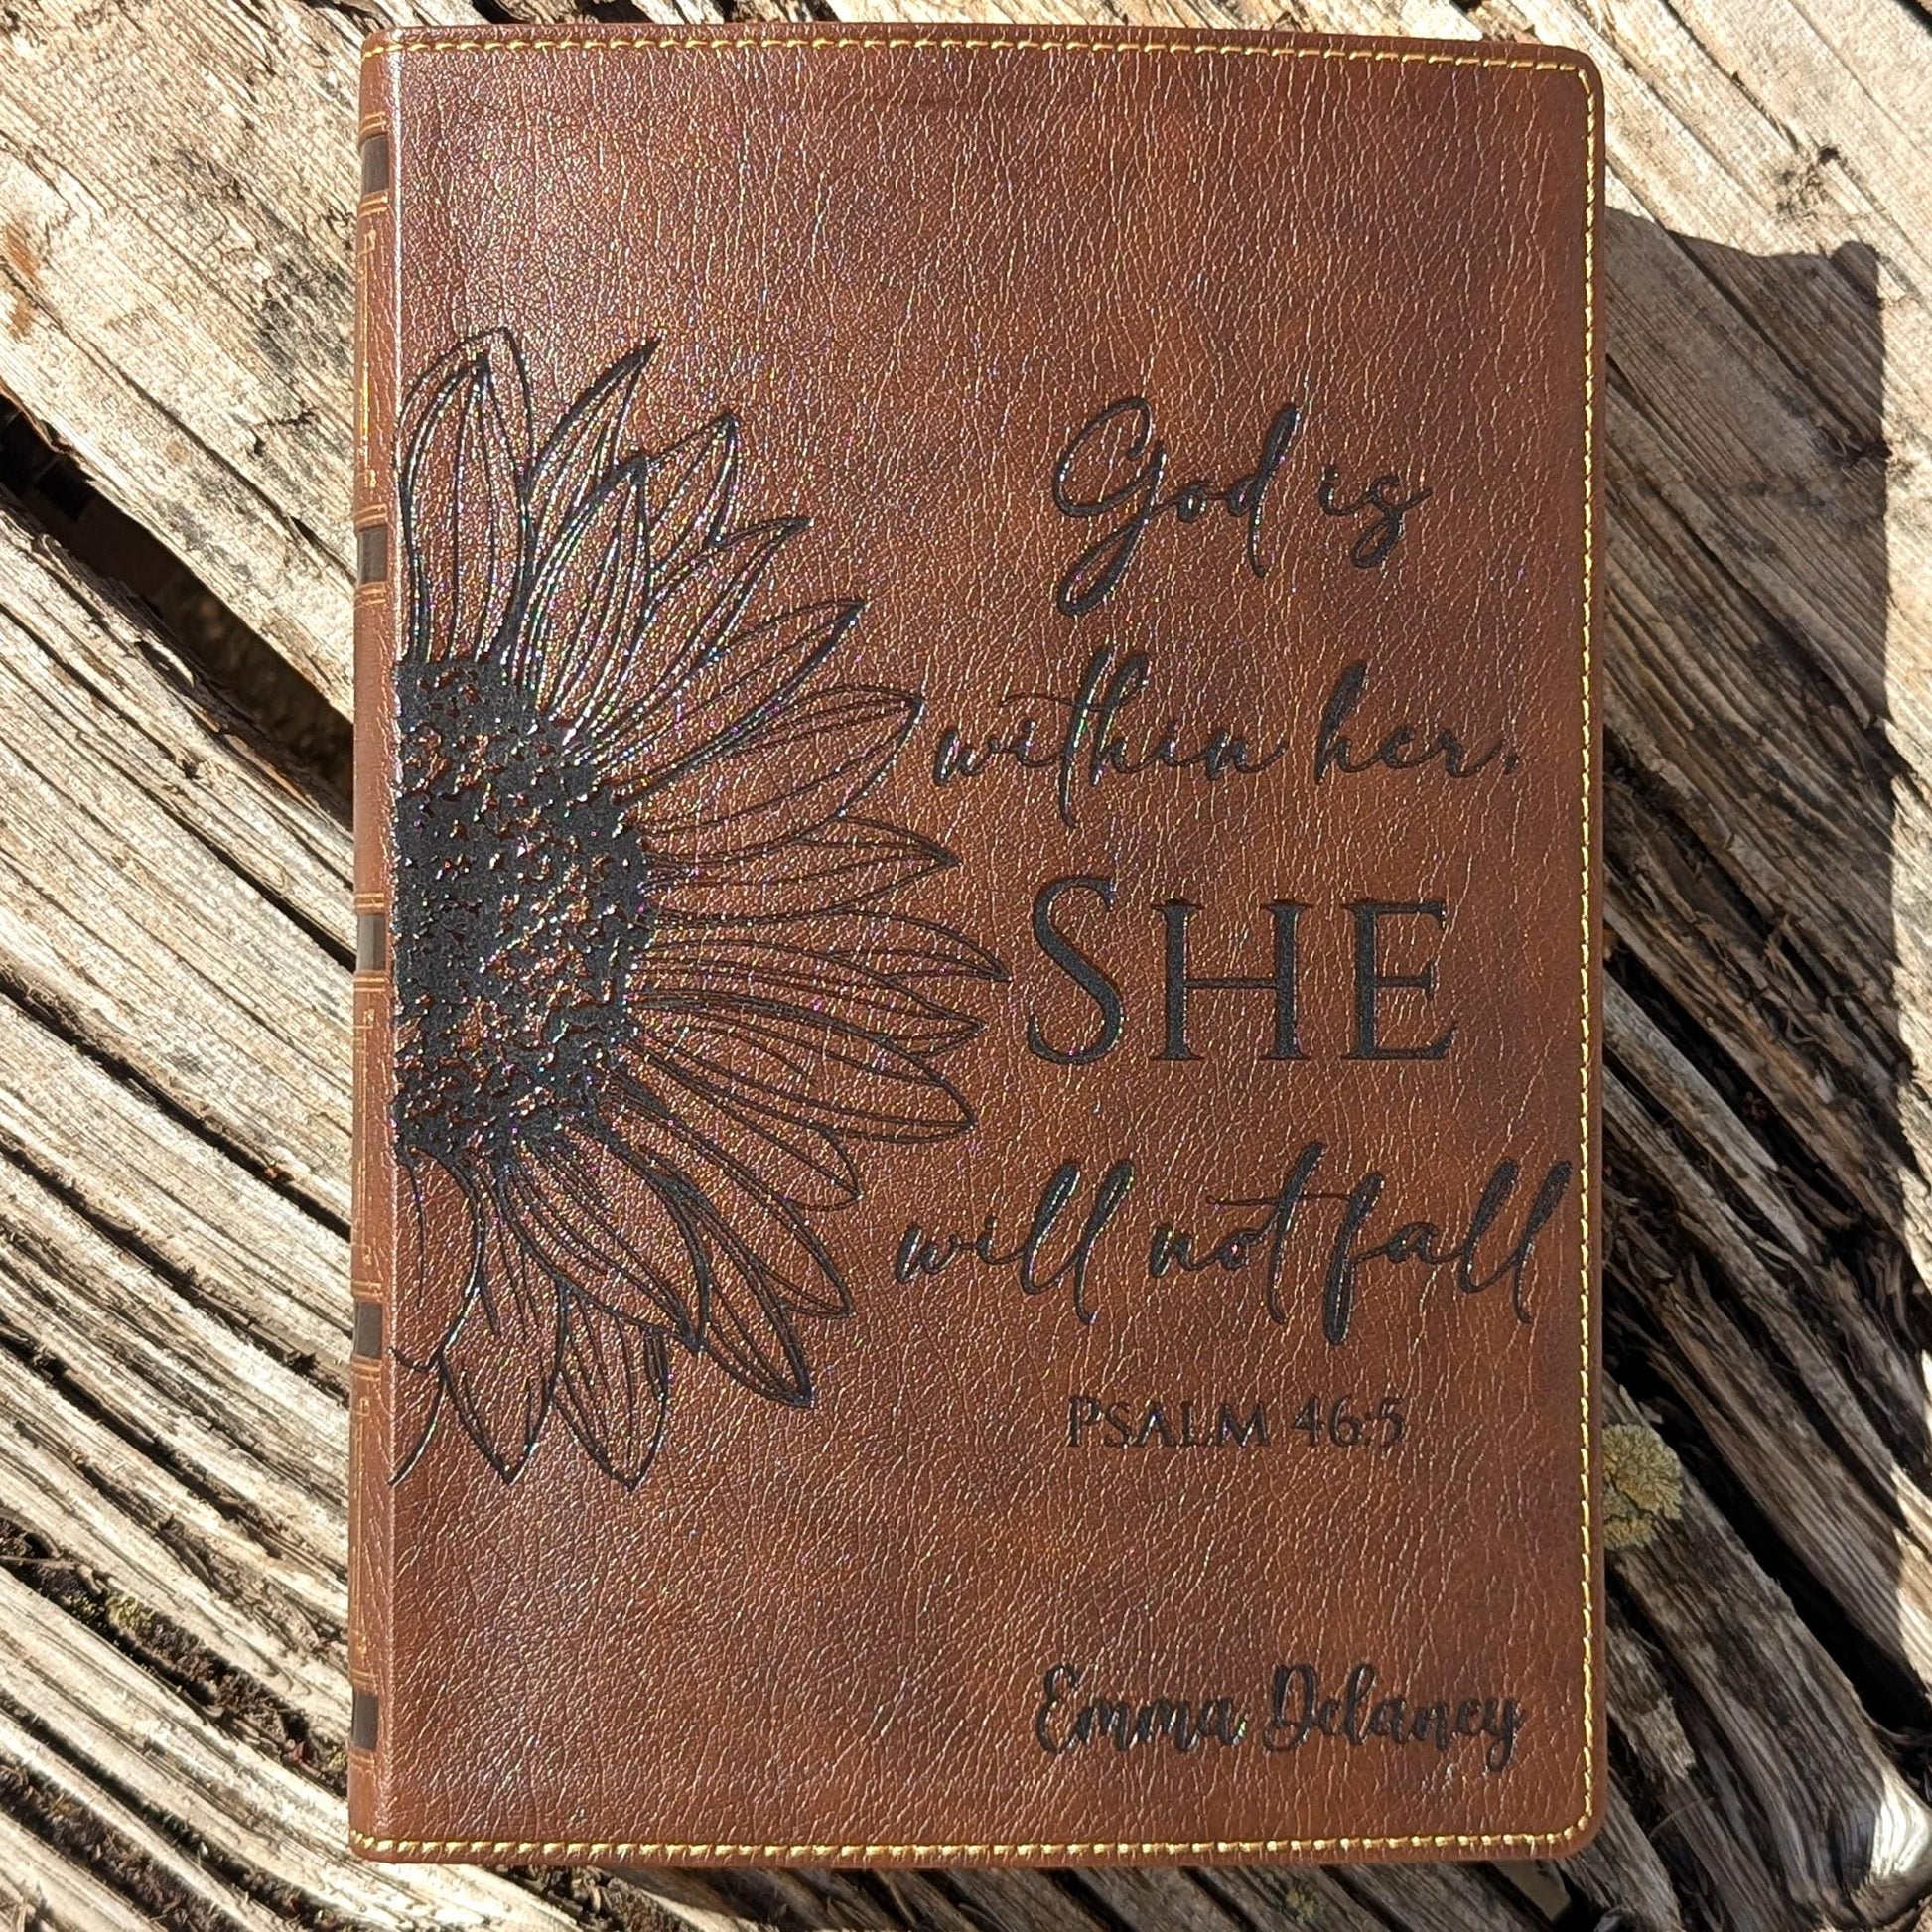 God is
within her,
SHE
will not fall
PSALM 46:5
Emma Delaney